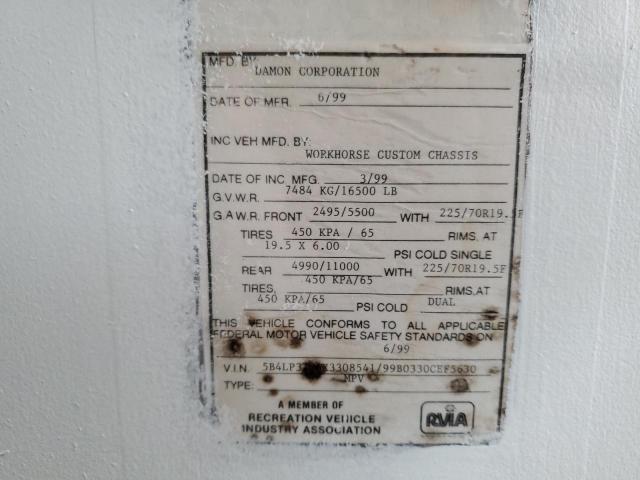 MFD. BY DAMON CORPORATION
DATE OF MFR. 6/99
INC VEH MFD. BY:
WORKHORSE CUSTOM CHASSIS
DATE OF INC. MFG. 3/99
G.V.W.R. 7484 KG/16500 LB
G.A.W.R. FRONT 2495/5500 WITH 225/70R19.5F
TIRES 450 KPA / 65 RIMS. AT
19.5 X 6.00 PSI COLD SINGLE
REAR 4990/11000 WITH 225/70R19.5F
TIRES, 450 KPA/65 RIMS, AT
450 KPA/65 PSI COLD DUAL
THIS VEHICLE CONFORMS TO ALL APPLICABLE
FEDERAL MOTOR VEHICLE SAFETY STANDARDS ON
6/99
V.I.N.
TYPE: MPV
A MEMBER OF
RECREATION VEHICLE
INDUSTRY ASSOCIATION
RVIA